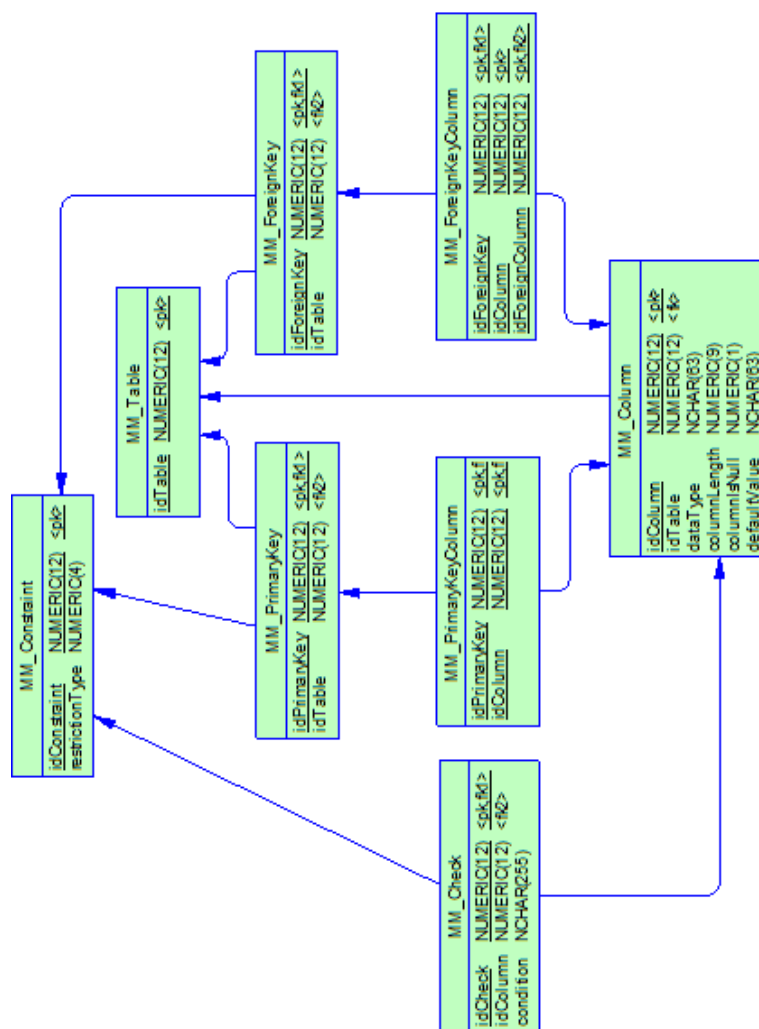 MM_Constraint
idConstraint NUMERIC(12) <pk>
restrictionType NUMERIC(4)
MM_Table
idTable NUMERIC(12) <pk>
MM_PrimaryKey
idPrimaryKey NUMERIC(12) <pk,fk1>
idTable NUMERIC(12) <fk2>
MM_ForeignKey
idForeignKey NUMERIC(12) <pk,fk1>
idTable NUMERIC(12) <fk2>
MM_Check
idCheck NUMERIC(12) <pk,fk1>
idColumn NUMERIC(12) <fk2>
condition NCHAR(255)
MM_PrimaryKeyColumn
idPrimaryKey NUMERIC(12) <pk,f
idColumn NUMERIC(12) <pk,f
MM_ForeignKeyColumn
idForeignKey NUMERIC(12) <pk,fk1>
idColumn NUMERIC(12) <pk>
idForeignColumn NUMERIC(12) <pk,fk2>
MM_Column
idColumn NUMERIC(12) <pk>
idTable NUMERIC(12) <fk>
dataType NCHAR(63)
columnLength NUMERIC(9)
columnIsNull NUMERIC(1)
defaultValue NCHAR(63)